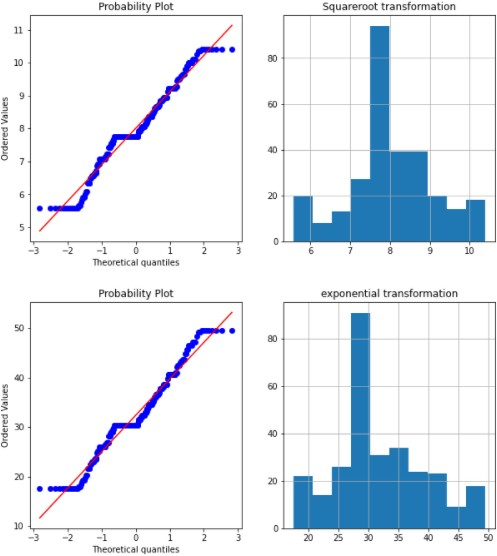 Probability Plot
Ordered Values
11
10
9
8
7
6
5
−3 −2 −1 0 1 2 3
Theoretical quantiles
Squareroot transformation
80
60
40
20
0
6 7 8 9 10
Probability Plot
Ordered Values
50
40
30
20
10
−3 −2 −1 0 1 2 3
Theoretical quantiles
exponential transformation
80
60
40
20
0
20 25 30 35 40 45 50